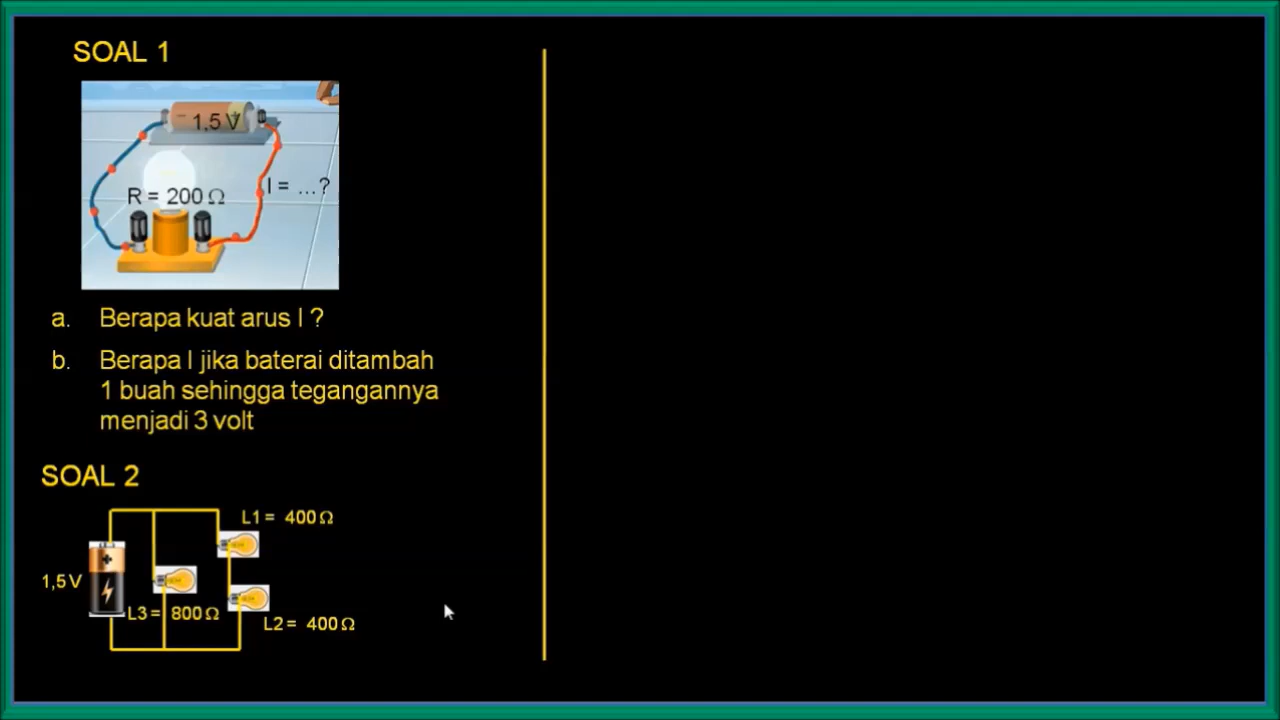 SOAL 1
1,5 V
R = 200 Ω
I = ...?
a. Berapa kuat arus I ?
b. Berapa I jika baterai ditambah
1 buah sehingga tegangannya
menjadi 3 volt
SOAL 2
L1 = 400 Ω
1,5 V
L3 = 800 Ω
L2 = 400 Ω